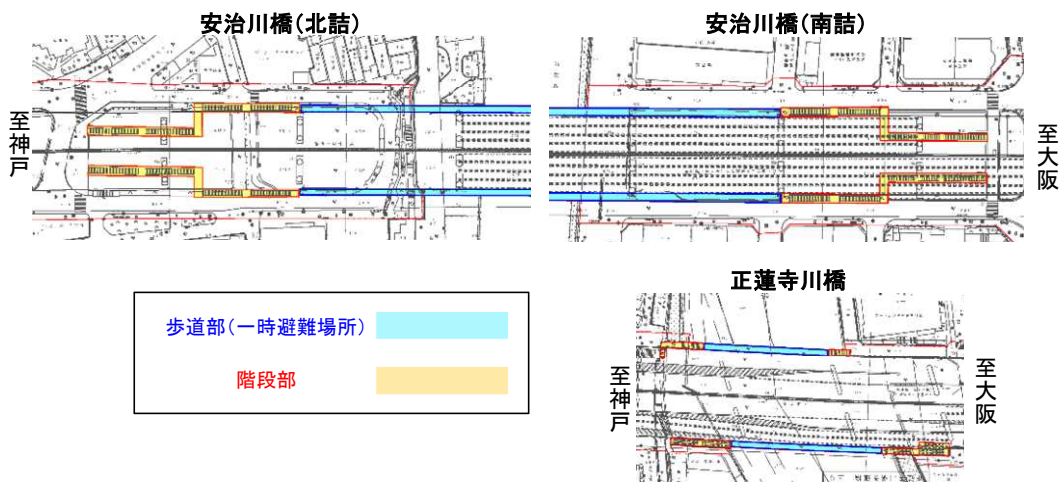 安治川橋(北詰)
至神戸
安治川橋(南詰)
至大阪
歩道部(一時避難場所)
階段部
正蓮寺川橋
至神戸
至大阪